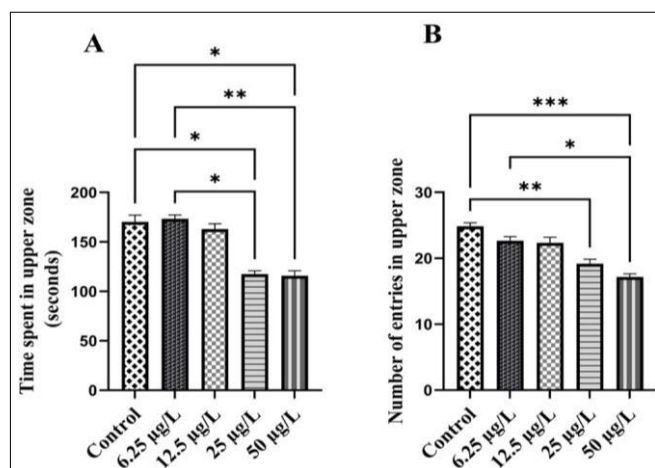 A
*
**
*
*
Time spent in upper zone
(seconds)
200
150
100
50
0
Control
6.25 µg/L
12.5 µg/L
25 µg/L
50 µg/L
B
***
*
**
Number of entries in upper zone
30
20
10
0
Control
6.25 µg/L
12.5 µg/L
25 µg/L
50 µg/L